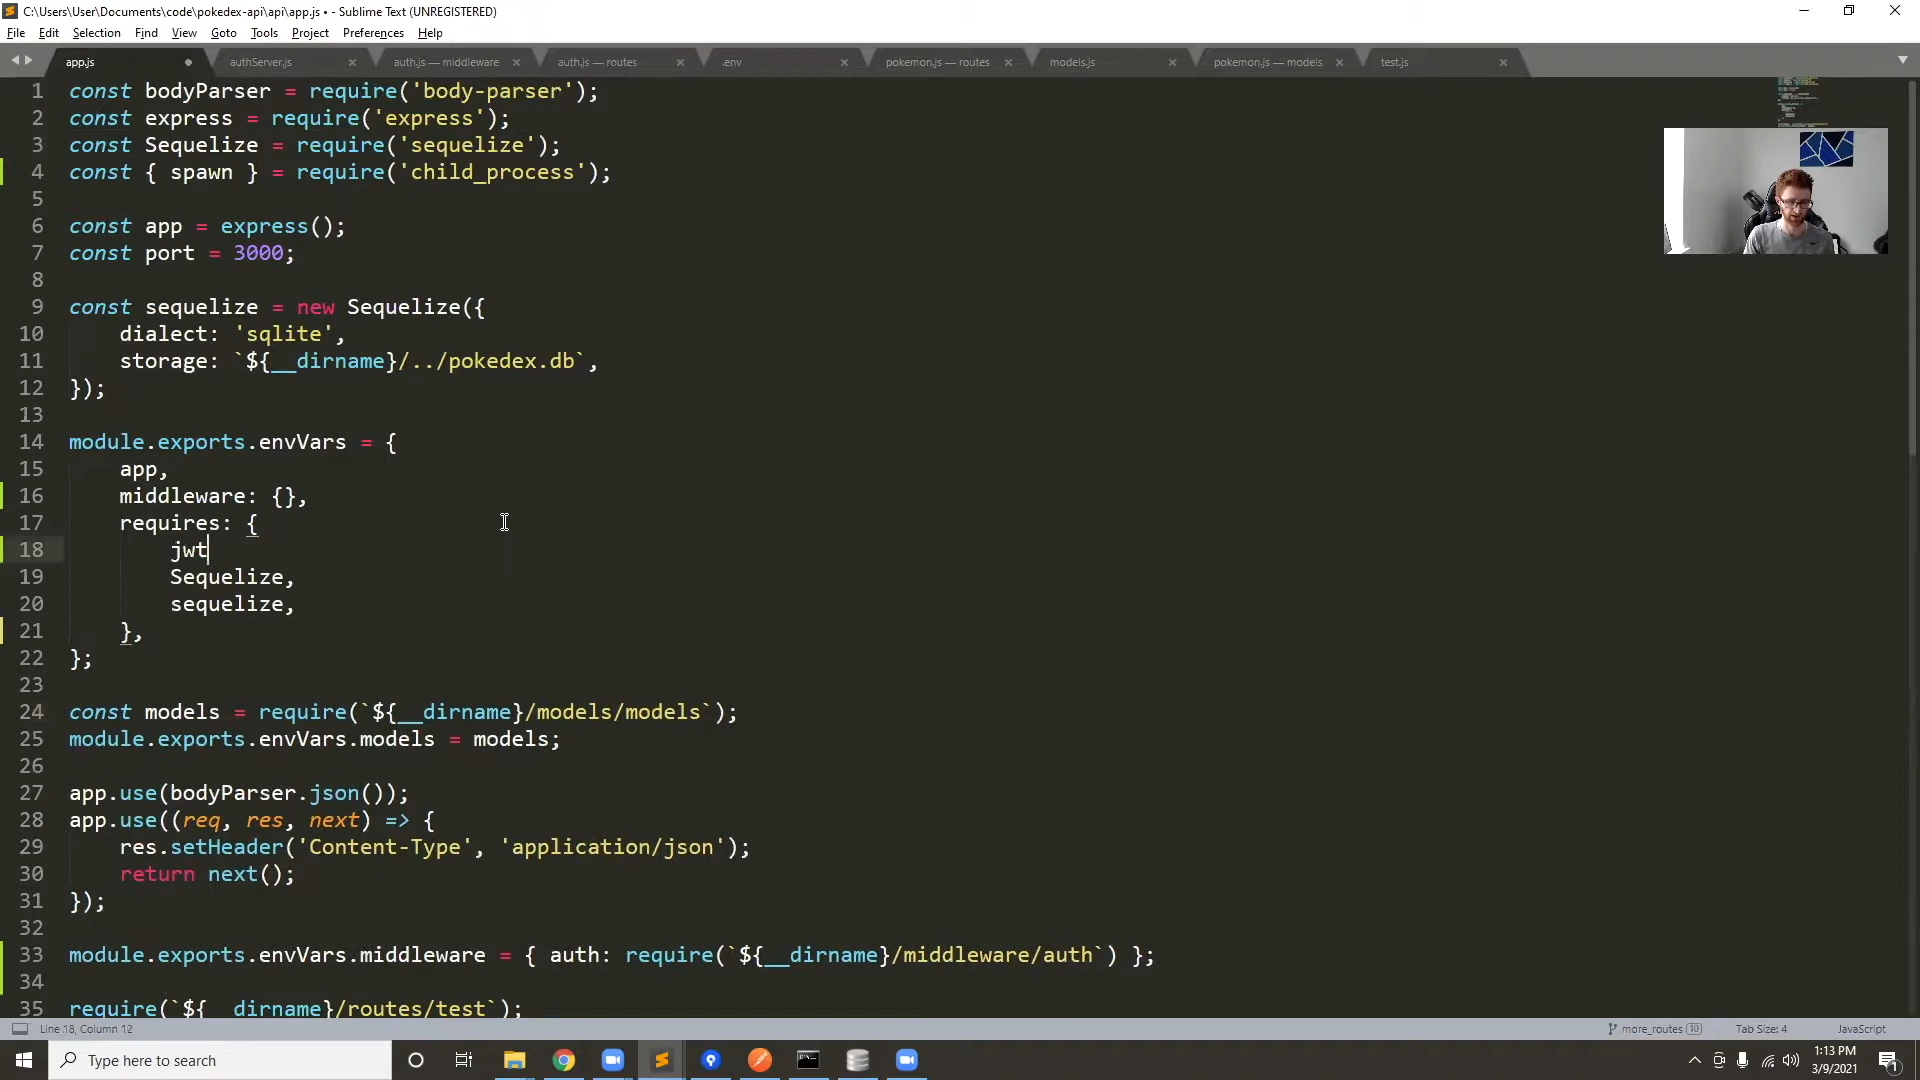 C:\Users\User\Documents\code\pokedex-api\api\app.js • - Sublime Text (UNREGISTERED)
File Edit Selection Find View Goto Tools Project Preferences Help
app.js authServer.js auth.js — middleware auth.js — routes .env pokemon.js — routes models.js pokemon.js — models test.js
1 const bodyParser = require('body-parser');
2 const express = require('express');
3 const Sequelize = require('sequelize');
4 const { spawn } = require('child_process');
5
6 const app = express();
7 const port = 3000;
8
9 const sequelize = new Sequelize({
10 dialect: 'sqlite',
11 storage: `${__dirname}/../pokedex.db`,
12 });
13
14 module.exports.envVars = {
15 app,
16 middleware: {},
17 requires: {
18 jwt
19 Sequelize,
20 sequelize,
21 },
22 };
23
24 const models = require(`${__dirname}/models/models`);
25 module.exports.envVars.models = models;
26
27 app.use(bodyParser.json());
28 app.use((req, res, next) => {
29 res.setHeader('Content-Type', 'application/json');
30 return next();
31 });
32
33 module.exports.envVars.middleware = { auth: require(`${__dirname}/middleware/auth`) };
34
35 require(`${__dirname}/routes/test`);
Line 18, Column 12 more_routes 10 Tab Size: 4 JavaScript
Type here to search
1:13 PM
3/9/2021
1